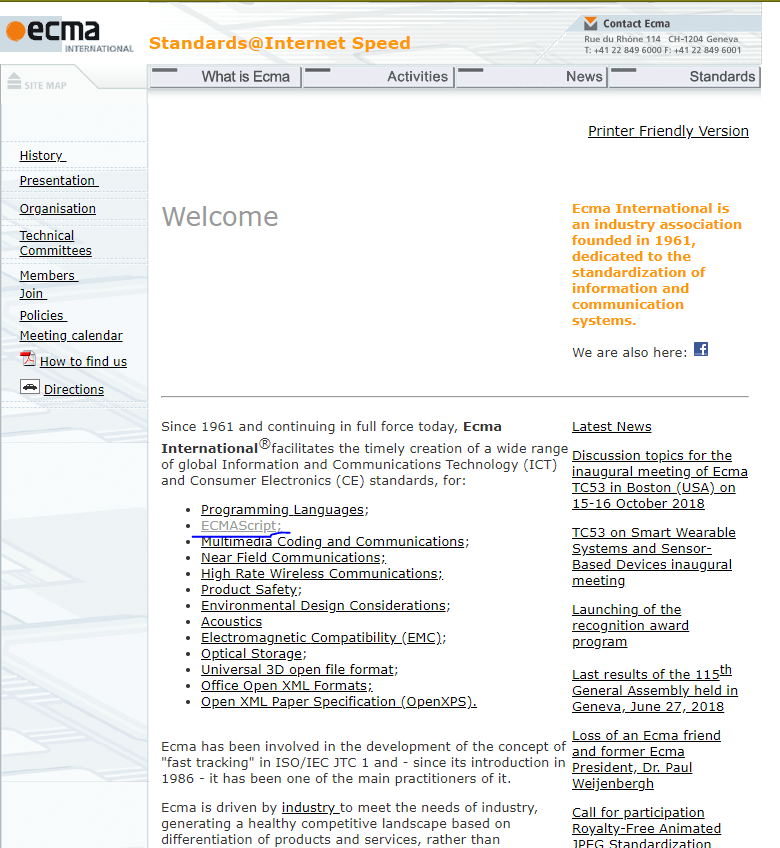 ecma
INTERNATIONAL
Standards@Internet Speed
Contact Ecma
Rue du Rhône 114 CH-1204 Geneva
T: +41 22 849 6000 F: +41 22 849 6001
SITE MAP
What is Ecma
Activities
News
Standards
Printer Friendly Version
History
Presentation
Organisation
Technical
Committees
Members
Join
Policies
Meeting calendar
How to find us
Directions
Welcome
Ecma International is
an industry association
founded in 1961,
dedicated to the
standardization of
information and
communication
systems.
We are also here:
Since 1961 and continuing in full force today, Ecma
International® facilitates the timely creation of a wide range
of global Information and Communications Technology (ICT)
and Consumer Electronics (CE) standards, for:
• Programming Languages;
• ECMAScript;
• Multimedia Coding and Communications;
• Near Field Communications;
• High Rate Wireless Communications;
• Product Safety;
• Environmental Design Considerations;
• Acoustics
• Electromagnetic Compatibility (EMC);
• Optical Storage;
• Universal 3D open file format;
• Office Open XML Formats;
• Open XML Paper Specification (OpenXPS).
Ecma has been involved in the development of the concept of
"fast tracking" in ISO/IEC JTC 1 and - since its introduction in
1986 - it has been one of the main practitioners of it.
Ecma is driven by industry to meet the needs of industry,
generating a healthy competitive landscape based on
differentiation of products and services, rather than
Latest News
Discussion topics for the
inaugural meeting of Ecma
TC53 in Boston (USA) on
15-16 October 2018
TC53 on Smart Wearable
Systems and Sensor-
Based Devices inaugural
meeting
Launching of the
recognition award
program
Last results of the 115th
General Assembly held in
Geneva, June 27, 2018
Loss of an Ecma friend
and former Ecma
President, Dr. Paul
Weijenbergh
Call for participation
Royalty-Free Animated
JPEG Standardization